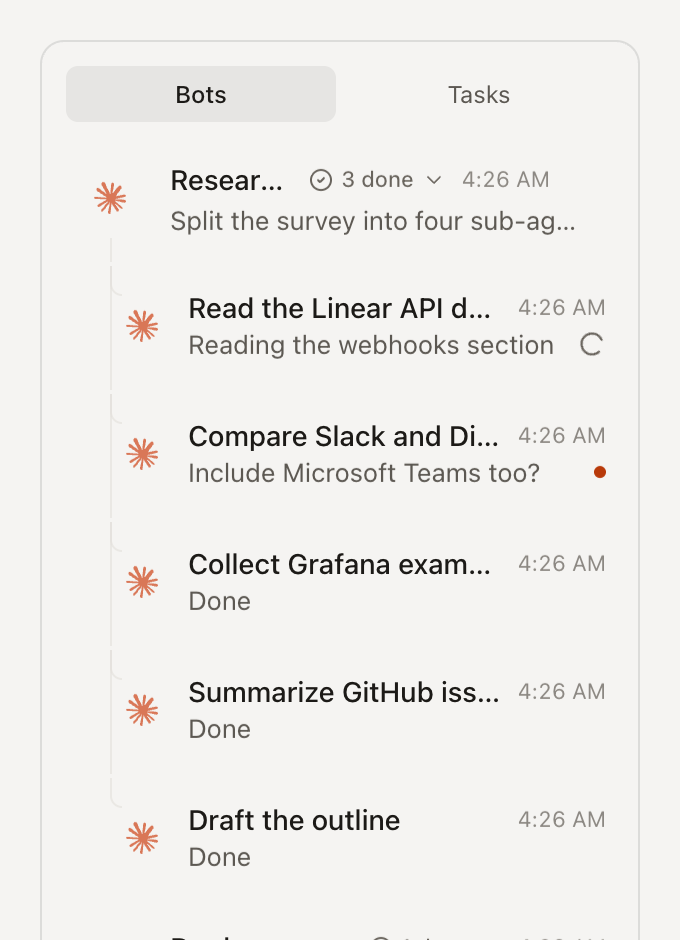 Bots
Tasks
Resear... 3 done 4:26 AM
Split the survey into four sub-ag...
Read the Linear API d... 4:26 AM
Reading the webhooks section
Compare Slack and Di... 4:26 AM
Include Microsoft Teams too?
Collect Grafana exam... 4:26 AM
Done
Summarize GitHub iss... 4:26 AM
Done
Draft the outline 4:26 AM
Done